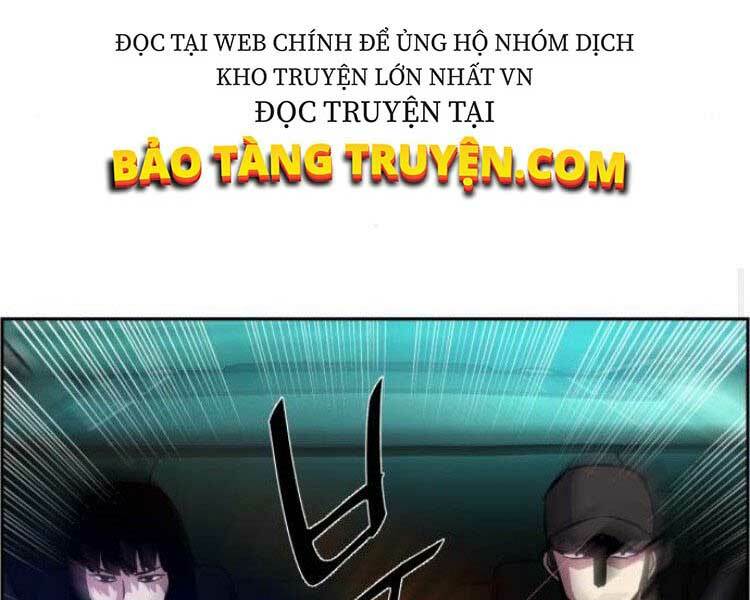 ĐỌC TẠI WEB CHÍNH ĐỂ ỦNG HỘ NHÓM DỊCH
KHO TRUYỆN LỚN NHẤT VN
ĐỌC TRUYỆN TẠI
BẢO TÀNG TRUYỆN.COM